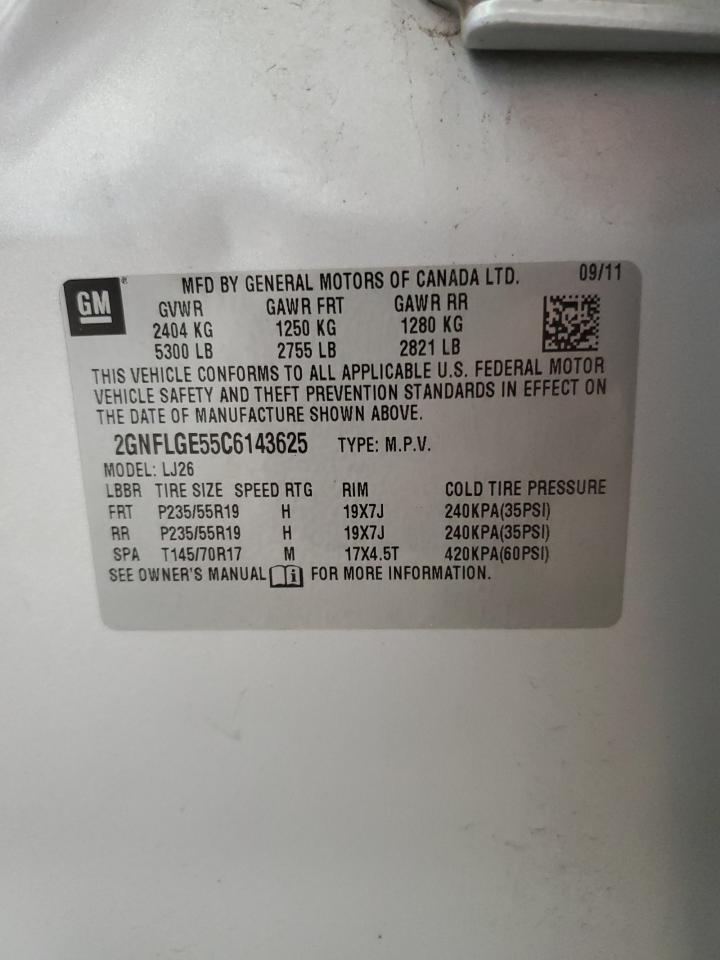 GM
MFD BY GENERAL MOTORS OF CANADA LTD. 09/11
GVWR GAWR FRT GAWR RR
2404 KG 1250 KG 1280 KG
5300 LB 2755 LB 2821 LB
THIS VEHICLE CONFORMS TO ALL APPLICABLE U.S. FEDERAL MOTOR
VEHICLE SAFETY AND THEFT PREVENTION STANDARDS IN EFFECT ON
THE DATE OF MANUFACTURE SHOWN ABOVE.
2GNFLGE55C6143625 TYPE: M.P.V.
MODEL: LJ26
LBBR TIRE SIZE SPEED RTG RIM COLD TIRE PRESSURE
FRT P235/55R19 H 19X7J 240KPA(35PSI)
RR P235/55R19 H 19X7J 240KPA(35PSI)
SPA T145/70R17 M 17X4.5T 420KPA(60PSI)
SEE OWNER'S MANUAL FOR MORE INFORMATION.